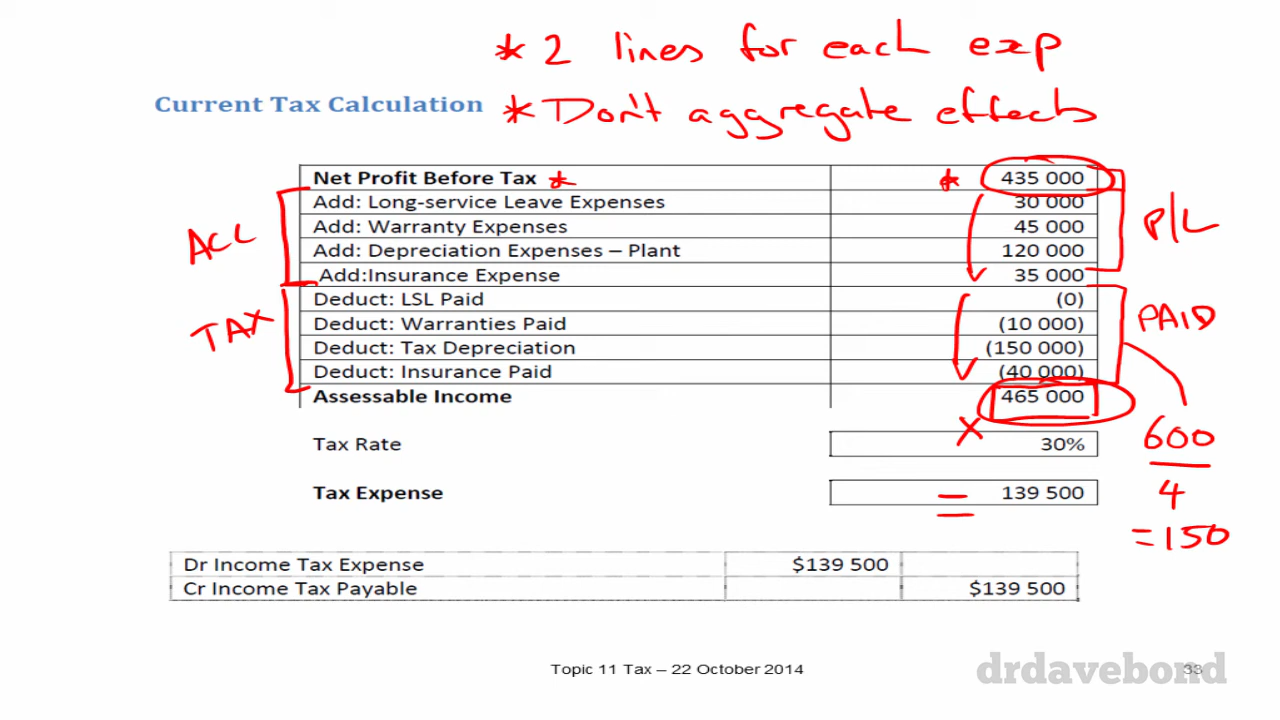 * 2 lines for each exp
Current Tax Calculation
* Don't aggregate effects
Net Profit Before Tax * * 435 000
Add: Long-service Leave Expenses 30 000
Add: Warranty Expenses 45 000
Add: Depreciation Expenses – Plant 120 000
Add:Insurance Expense 35 000
ACC
P/L
Deduct: LSL Paid (0)
Deduct: Warranties Paid (10 000)
Deduct: Tax Depreciation (150 000)
Deduct: Insurance Paid (40 000)
TAX
PAID
Assessable Income 465 000
×
Tax Rate 30%
Tax Expense = 139 500
600
4
= 150
Dr Income Tax Expense $139 500
Cr Income Tax Payable $139 500
Topic 11 Tax – 22 October 2014
drdavebond
33